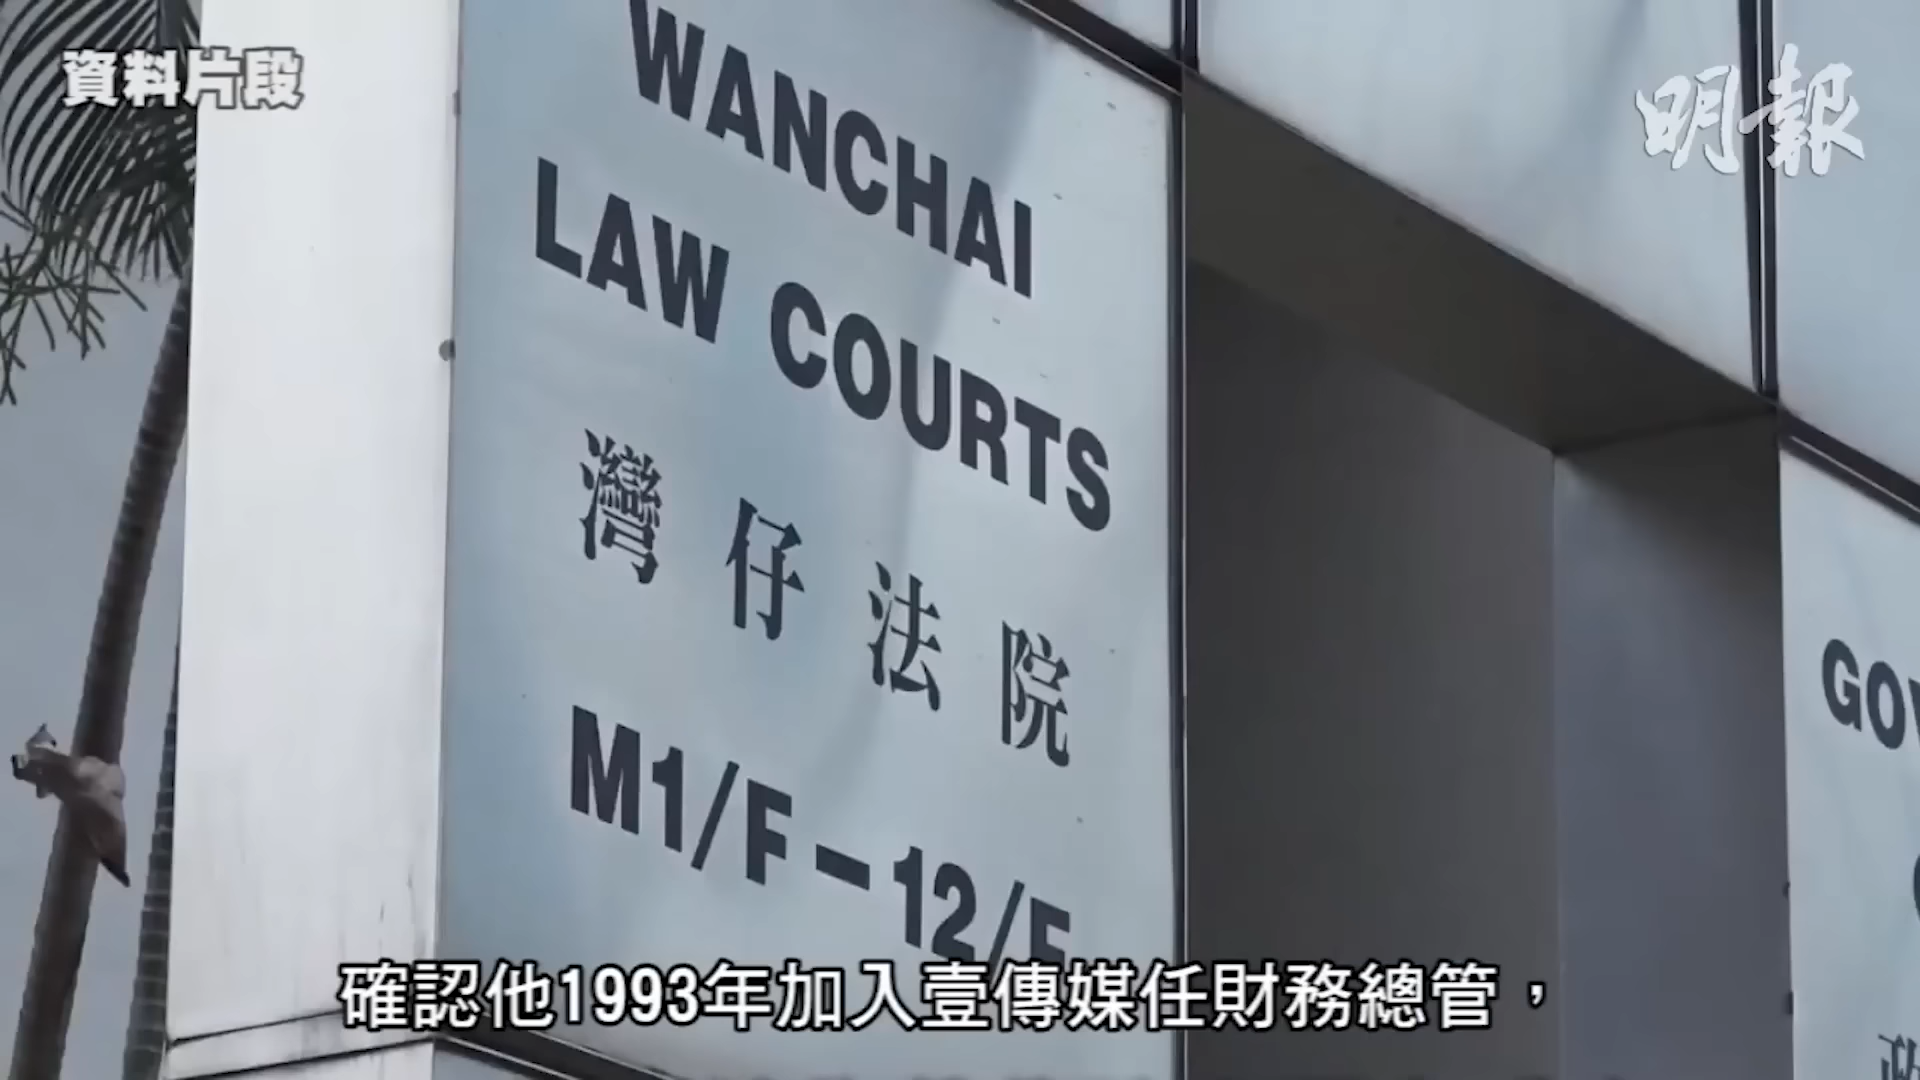 資料片段
明報
WANCHAI
LAW COURTS
灣仔法院
M1/F－12/F
確認他1993年加入壹傳媒任財務總管，